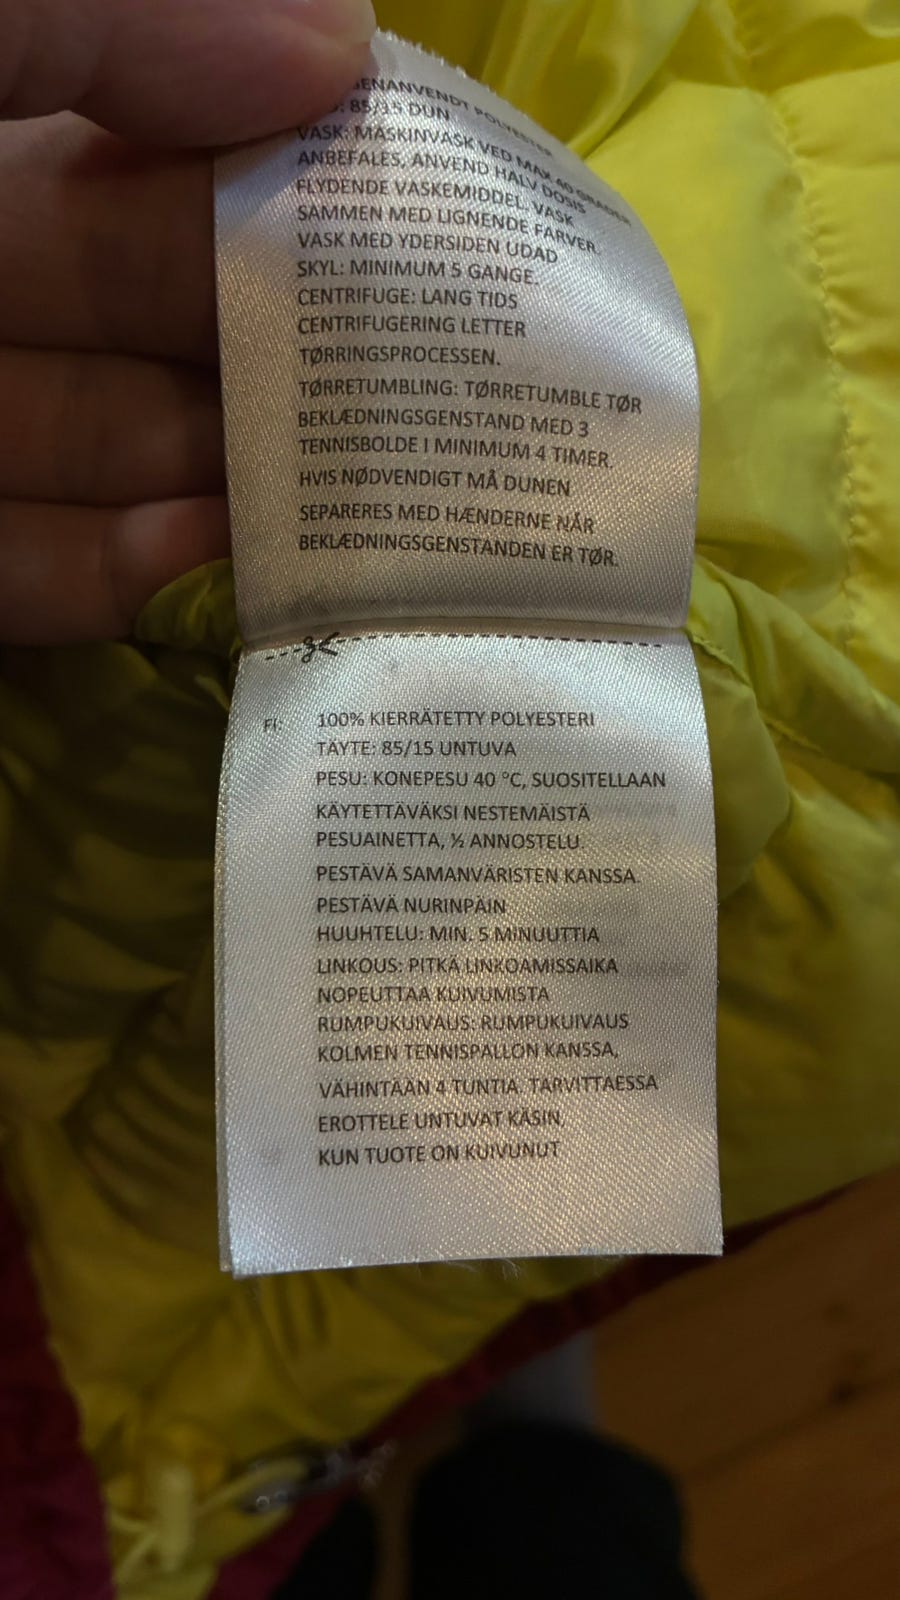 GENANVENDT POLYESTER
: 85/15 DUN
VASK: MASKINVASK VED MAX 40 GRADER
ANBEFALES, ANVEND HALV DOSIS
FLYDENDE VASKEMIDDEL. VASK
SAMMEN MED LIGNENDE FARVER.
VASK MED YDERSIDEN UDAD
SKYL: MINIMUM 5 GANGE.
CENTRIFUGE: LANG TIDS
CENTRIFUGERING LETTER
TØRRINGSPROCESSEN.
TØRRETUMBLING: TØRRETUMBLE TØR
BEKLÆDNINGSGENSTAND MED 3
TENNISBOLDE I MINIMUM 4 TIMER.
HVIS NØDVENDIGT MÅ DUNEN
SEPARERES MED HÆNDERNE NÅR
BEKLÆDNINGSGENSTANDEN ER TØR.
FI: 100% KIERRÄTETTY POLYESTERI
TÄYTE: 85/15 UNTUVA
PESU: KONEPESU 40 °C, SUOSITELLAAN
KÄYTETTÄVÄKSI NESTEMÄISTÄ
PESUAINETTA, ½ ANNOSTELU.
PESTÄVÄ SAMANVÄRISTEN KANSSA.
PESTÄVÄ NURINPÄIN
HUUHTELU: MIN. 5 MINUUTTIA
LINKOUS: PITKÄ LINKOAMISSAIKA
NOPEUTTAA KUIVUMISTA
RUMPUKUIVAUS: RUMPUKUIVAUS
KOLMEN TENNISPALLON KANSSA,
VÄHINTÄÄN 4 TUNTIA. TARVITTAESSA
EROTTELE UNTUVAT KÄSIN,
KUN TUOTE ON KUIVUNUT